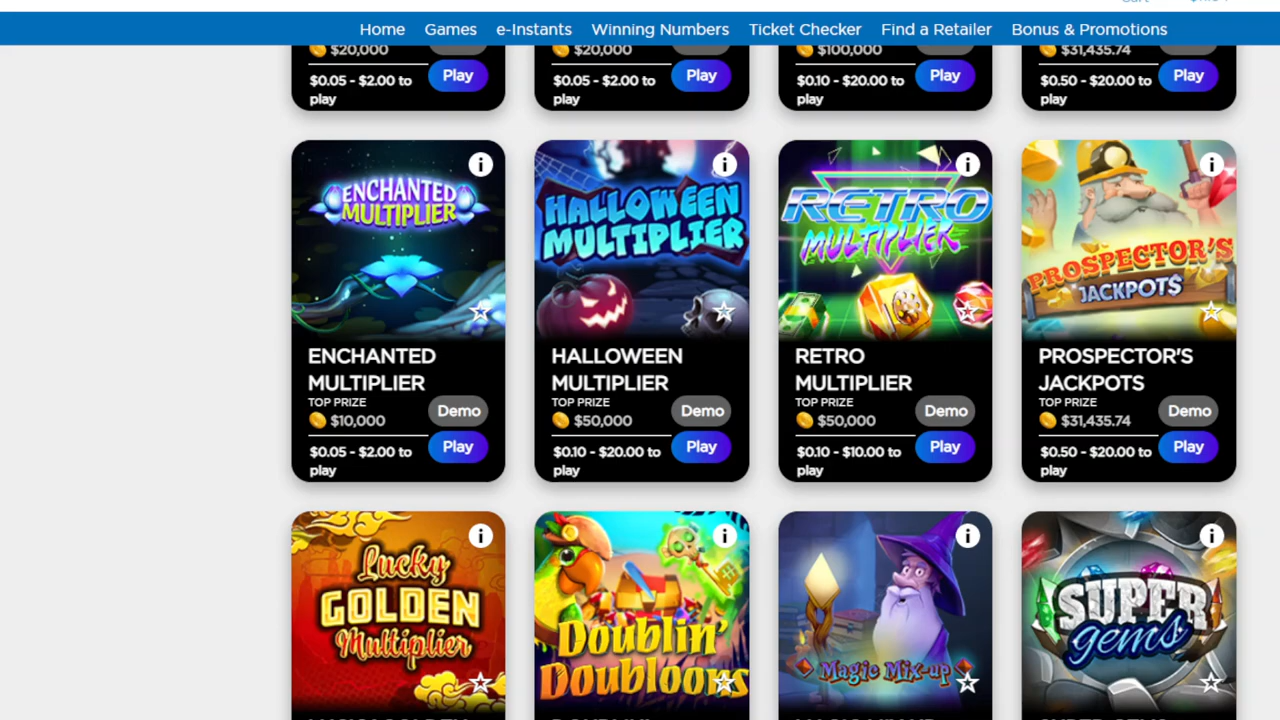 Home Games e-Instants Winning Numbers Ticket Checker Find a Retailer Bonus & Promotions
$20,000
$0.05 - $2.00 to
play
Play
$20,000
$0.05 - $2.00 to
play
Play
$100,000
$0.10 - $20.00 to
play
Play
$31,435.74
$0.50 - $20.00 to
play
Play
i
ENCHANTED
MULTIPLIER
ENCHANTED
MULTIPLIER
TOP PRIZE
$10,000
Demo
$0.05 - $2.00 to
play
Play
i
HALLOWEEN
MULTIPLIER
HALLOWEEN
MULTIPLIER
TOP PRIZE
$50,000
Demo
$0.10 - $20.00 to
play
Play
i
RETRO
MULTIPLIER
RETRO
MULTIPLIER
TOP PRIZE
$50,000
Demo
$0.10 - $10.00 to
play
Play
i
PROSPECTOR'S
JACKPOTS
PROSPECTOR'S
JACKPOTS
TOP PRIZE
$31,435.74
Demo
$0.50 - $20.00 to
play
Play
i
Lucky
GOLDEN
Multiplier
i
Doublin'
Doubloons
i
Magic Mix-up
i
SUPER
gems